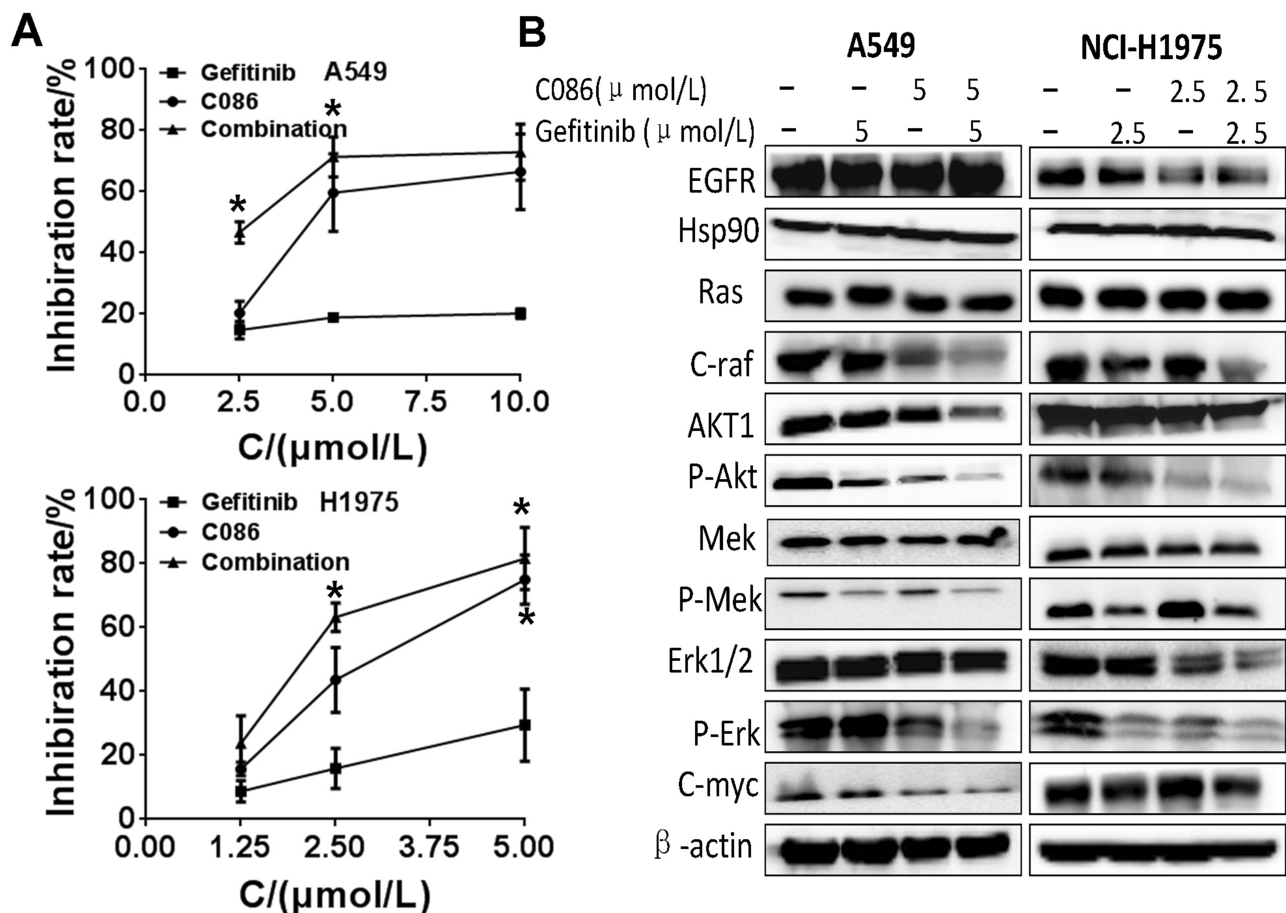 A
100
80
60
40
20
0
Gefitinib A549
C086
Combination
*
*
Inhibiration rate/%
0.0 2.5 5.0 7.5 10.0
C/(μmol/L)
100
80
60
40
20
0
Gefitinib H1975
C086
Combination
*
*
*
Inhibiration rate/%
0.00 1.25 2.50 3.75 5.00
C/(μmol/L)
B
A549 NCI-H1975
C086(μ mol/L) – – 5 5 – – 2.5 2. 5
Gefitinib (μ mol/L) – 5 – 5 – 2.5 – 2.5
EGFR
Hsp90
Ras
C-raf
AKT1
P-Akt
Mek
P-Mek
Erk1/2
P-Erk
C-myc
β -actin